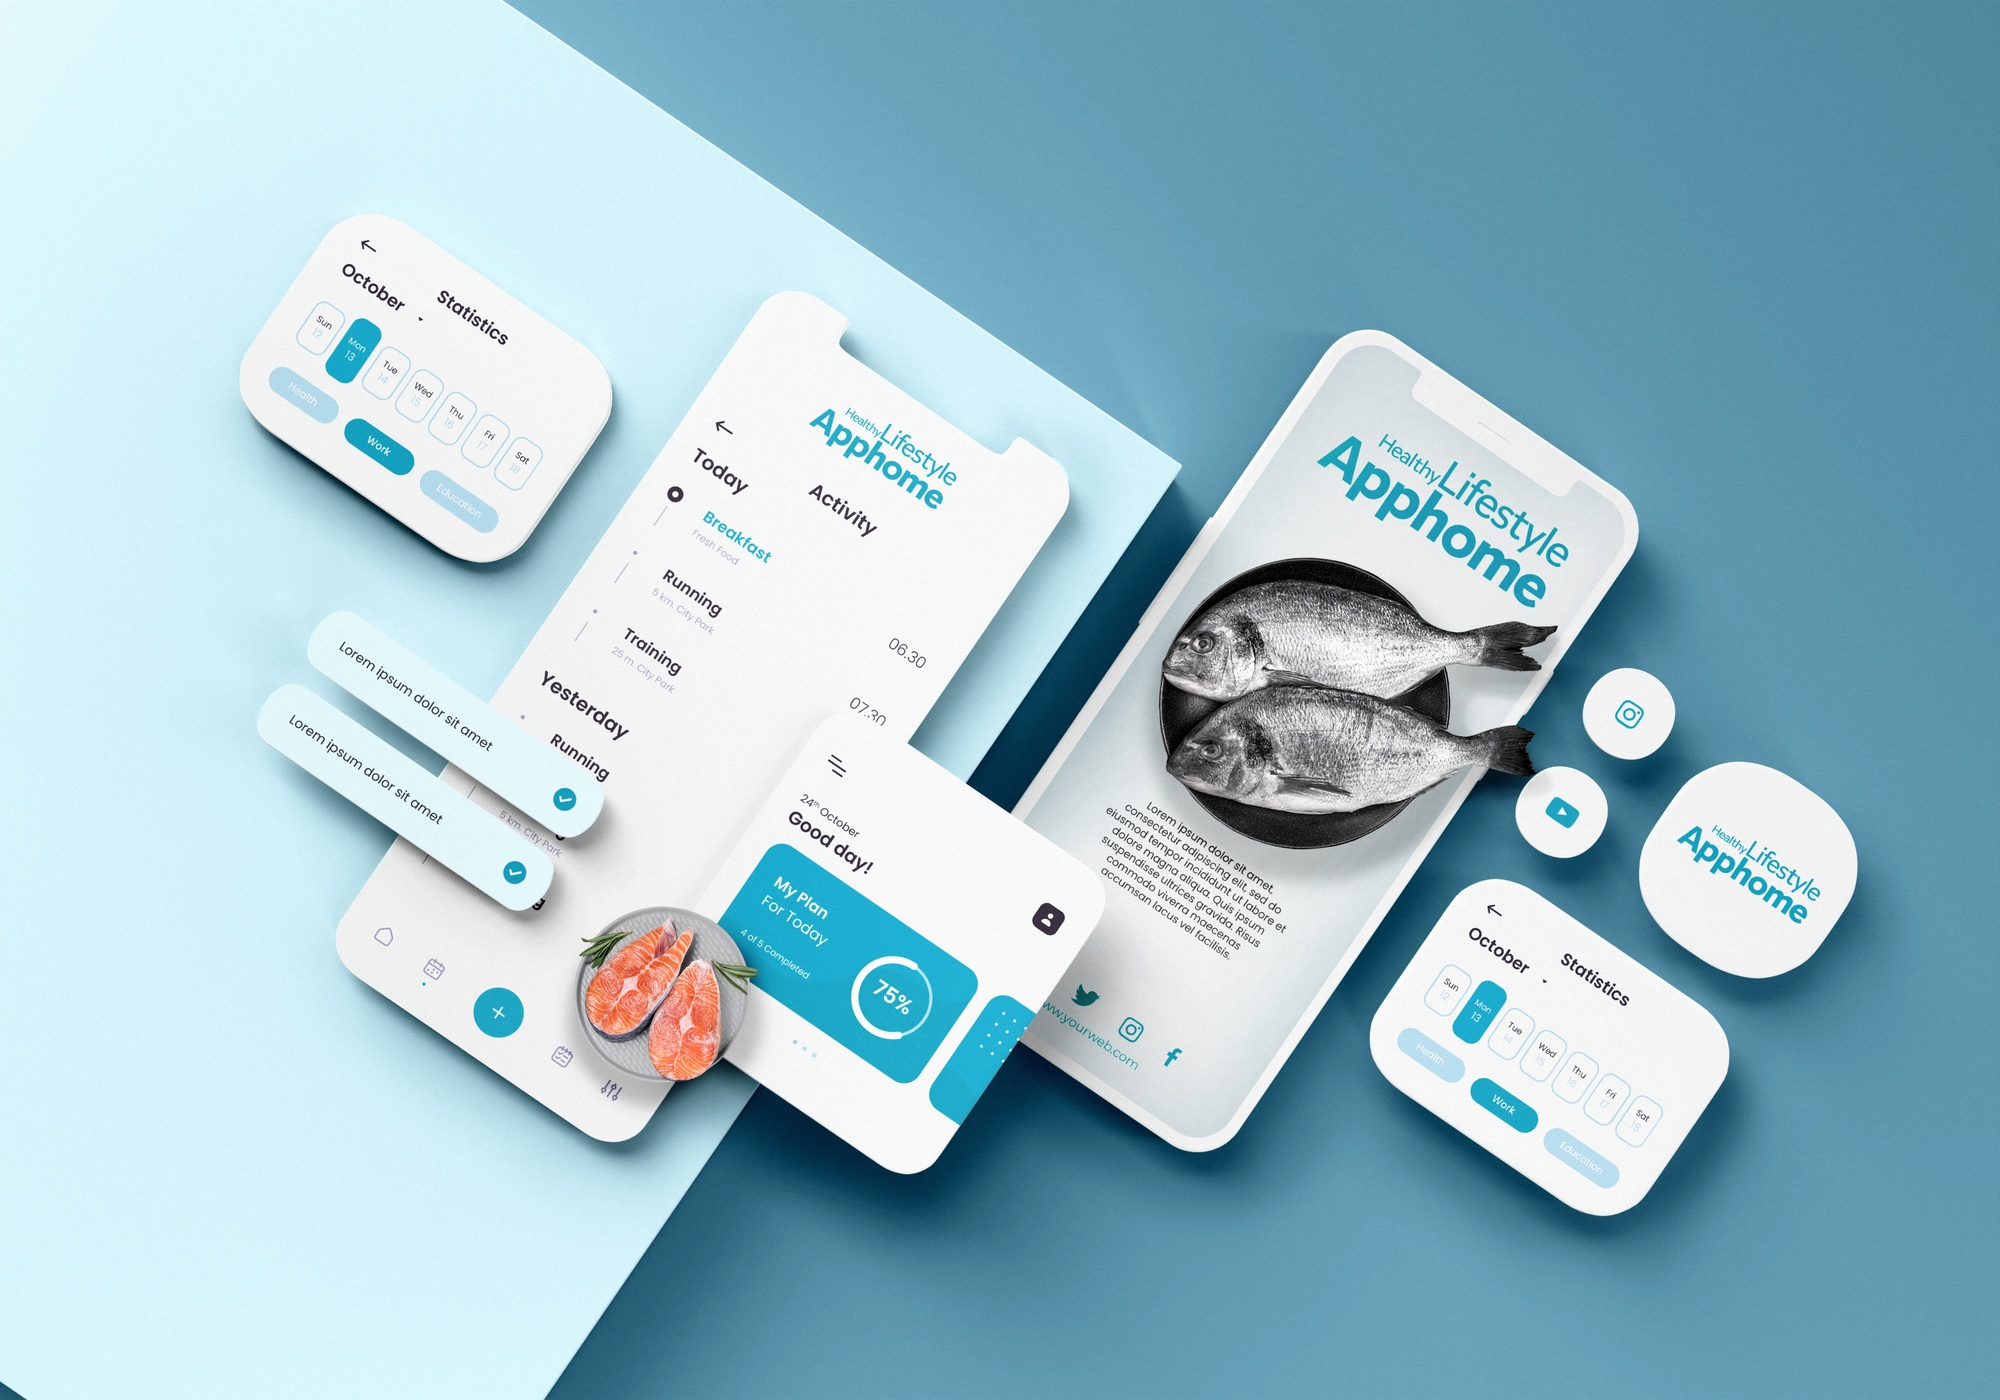 October
Statistics
Sun
12
Mon
13
Tue
14
Wed
15
Thu
16
Fri
17
Sat
18
Health
Work
Education
Healthy Lifestyle
Apphome
Today
Activity
Breakfast
Fresh Food
Running
5 km. City Park
06.30
Training
25 m. City Park
07.30
Yesterday
Running
5 km. City Park
Lorem ipsum dolor sit amet
Lorem ipsum dolor sit amet
24th October
Good day!
My Plan
For Today
4 of 5 Completed
75%
Healthy Lifestyle
Apphome
Lorem ipsum dolor sit amet,
consectetur adipiscing elit, sed do
eiusmod tempor incididunt ut labore et
dolore magna aliqua. Quis ipsum
suspendisse ultrices gravida. Risus
commodo viverra maecenas
accumsan lacus vel facilisis.
www.yourweb.com
Healthy Lifestyle
Apphome
October
Statistics
Sun
12
Mon
13
Tue
14
Wed
15
Thu
16
Fri
17
Sat
18
Health
Work
Education